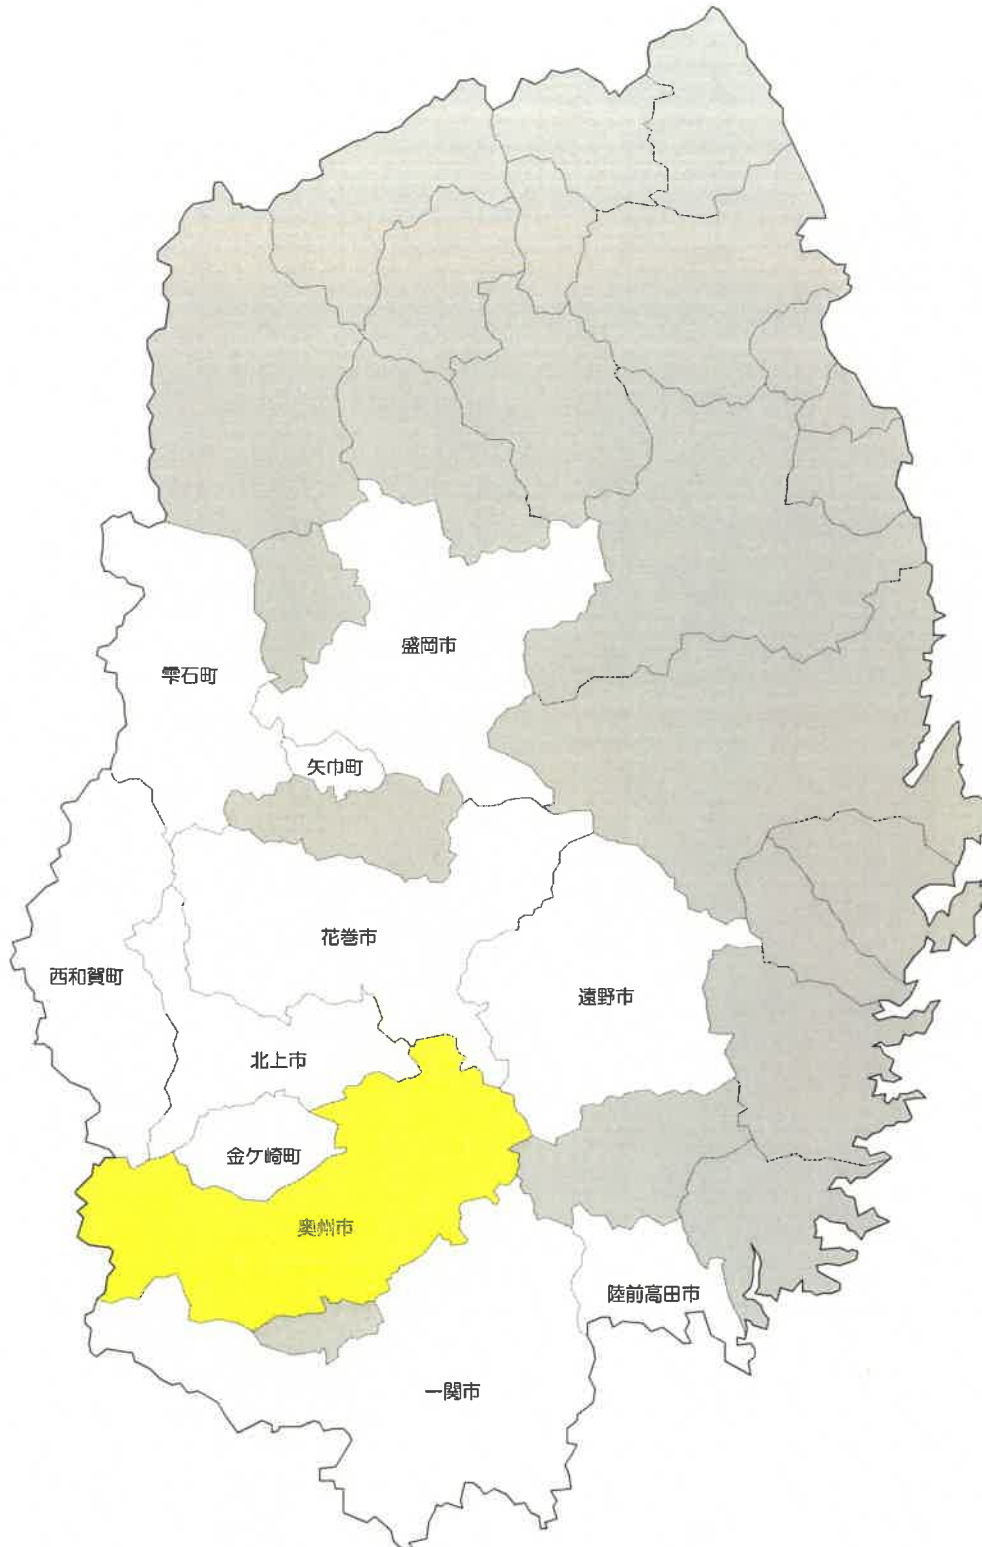 盛岡市
雫石町
矢巾町
花巻市
西和賀町
遠野市
北上市
金ケ崎町
奥州市
陸前高田市
一関市